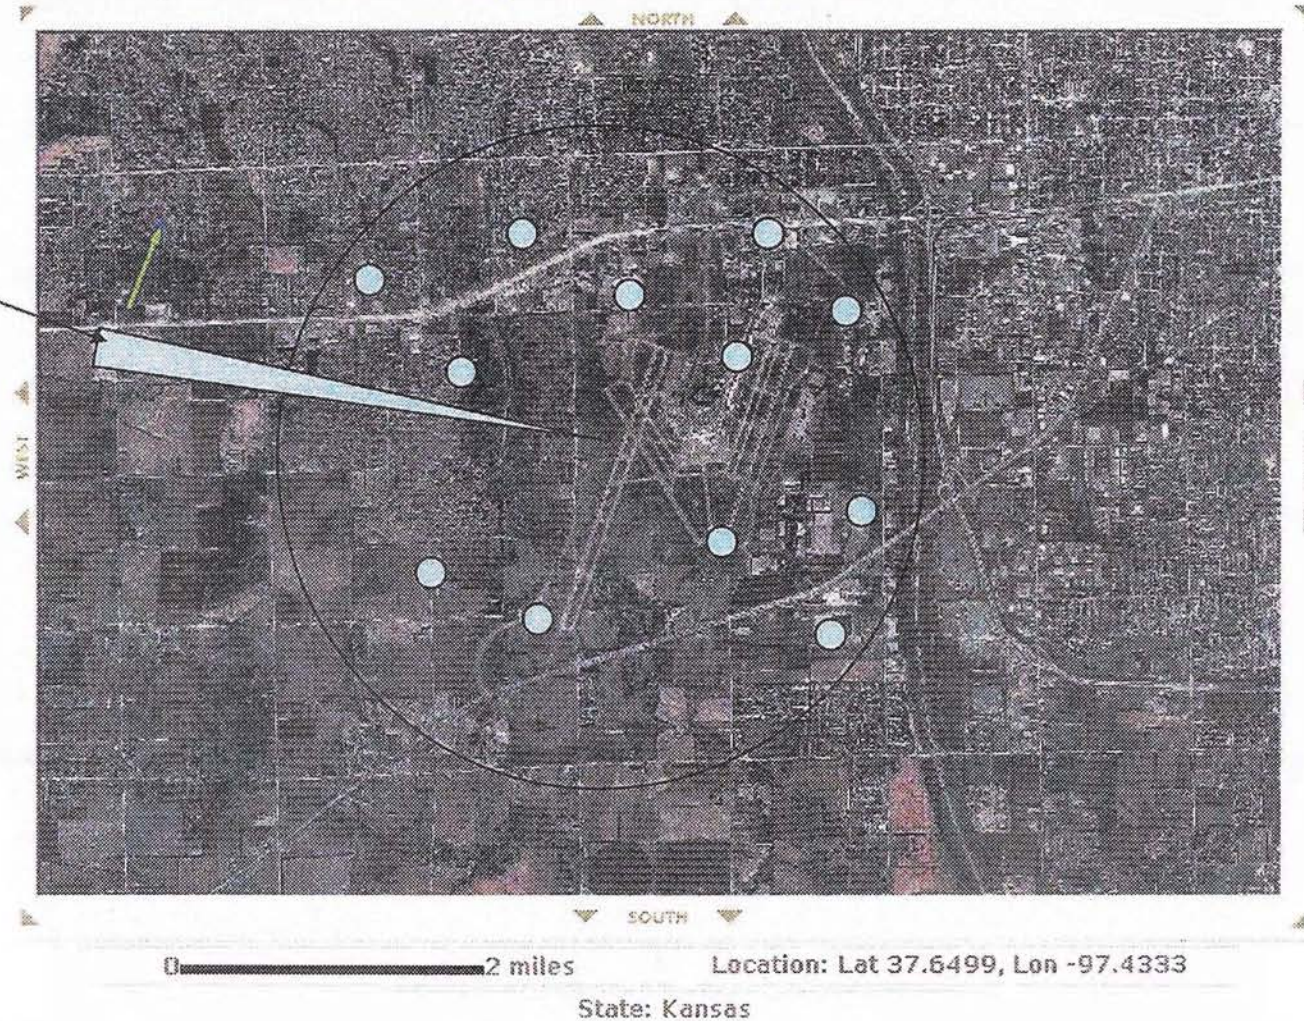 NORTH
WEST
SOUTH
0 2 miles
Location: Lat 37.6499, Lon -97.4333
State: Kansas